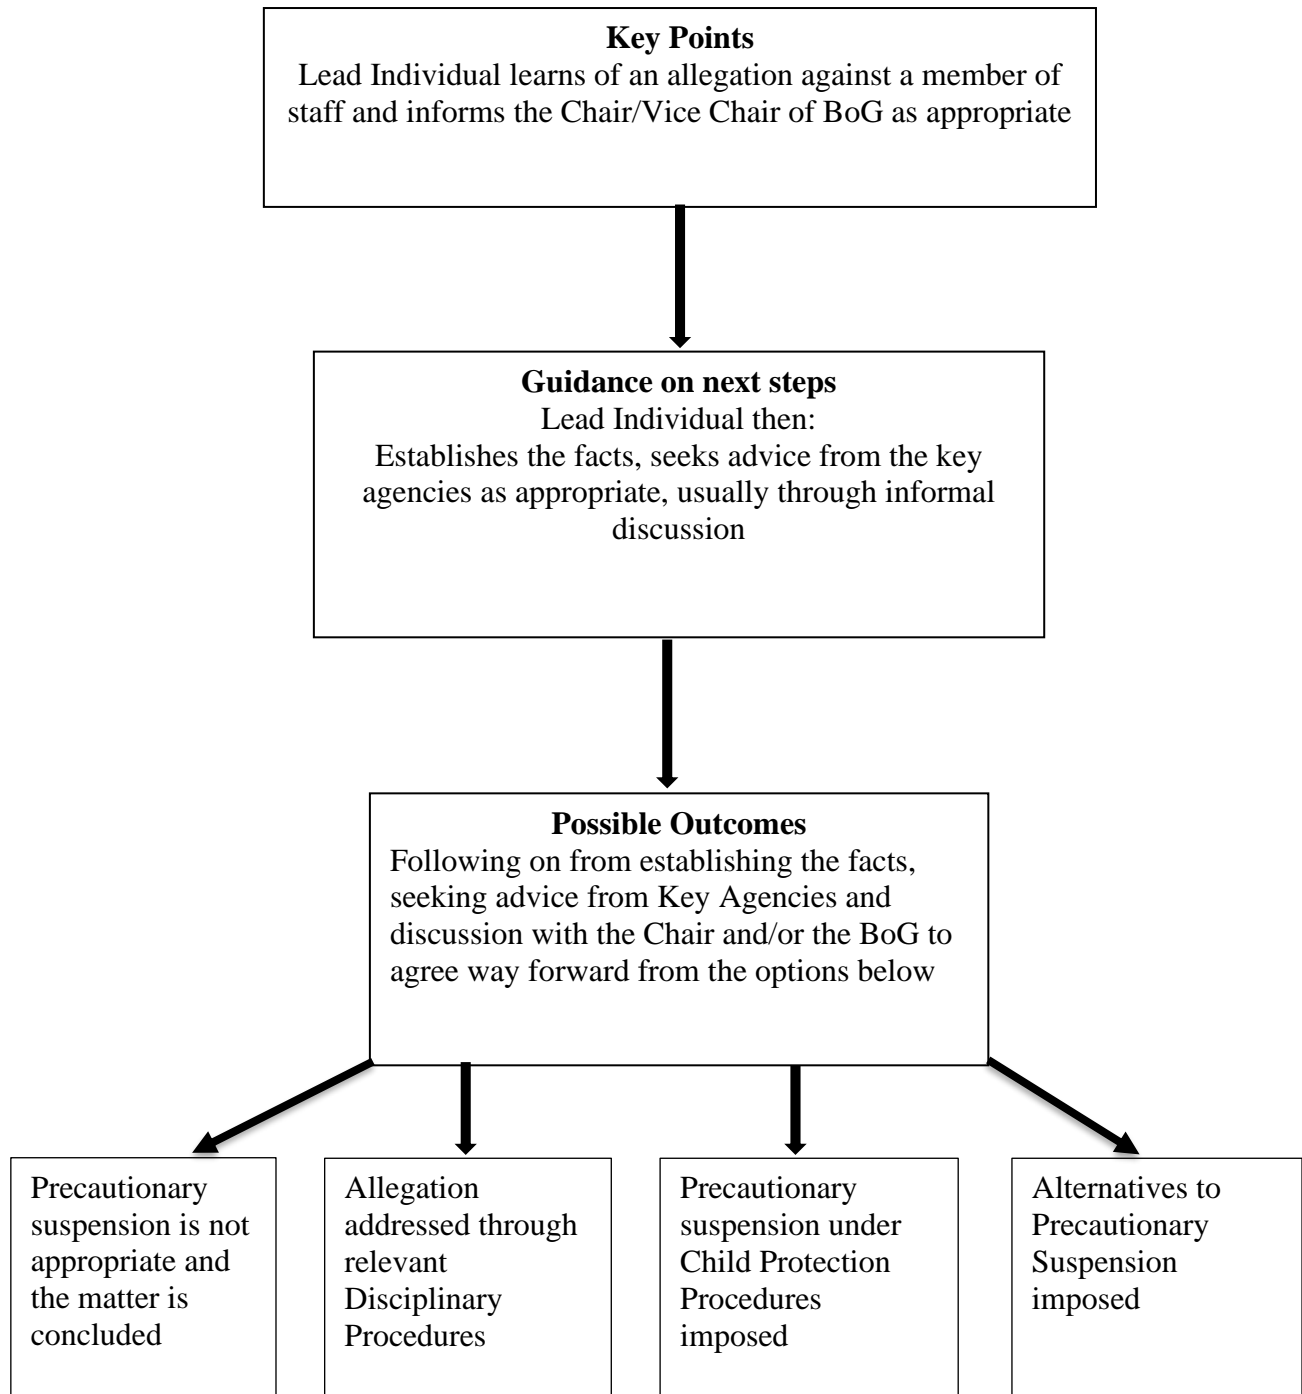 Key Points
Lead Individual learns of an allegation against a member of
staff and informs the Chair/Vice Chair of BoG as appropriate
Guidance on next steps
Lead Individual then:
Establishes the facts, seeks advice from the key
agencies as appropriate, usually through informal
discussion
Possible Outcomes
Following on from establishing the facts,
seeking advice from Key Agencies and
discussion with the Chair and/or the BoG to
agree way forward from the options below
Precautionary
suspension is not
appropriate and
the matter is
concluded
Allegation
addressed through
relevant
Disciplinary
Procedures
Precautionary
suspension under
Child Protection
Procedures
imposed
Alternatives to
Precautionary
Suspension
imposed